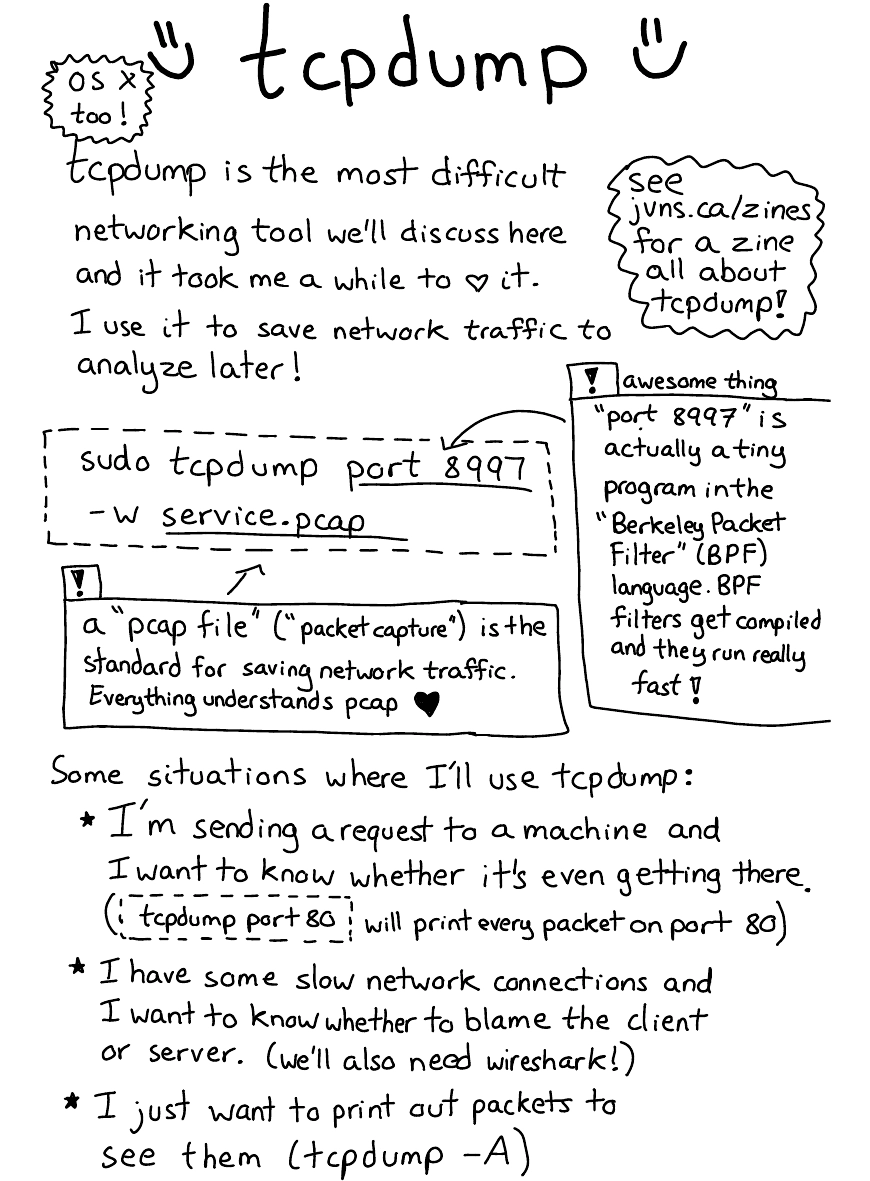 tcpdump
OS X
too!
tcpdump is the most difficult
networking tool we'll discuss here
and it took me a while to ♡ it.
I use it to save network traffic to
analyze later!
see
jvns.ca/zines
for a zine
all about
tcpdump!
sudo tcpdump port 8997
-w service.pcap
! awesome thing
"port 8997" is
actually a tiny
program in the
"Berkeley Packet
Filter" (BPF)
language. BPF
filters get compiled
and they run really
fast!
!
a "pcap file" ("packet capture") is the
standard for saving network traffic.
Everything understands pcap ♥
Some situations where I'll use tcpdump:
* I'm sending a request to a machine and
I want to know whether it's even getting there.
(tcpdump port 80 will print every packet on port 80)
* I have some slow network connections and
I want to know whether to blame the client
or server. (we'll also need wireshark!)
* I just want to print out packets to
see them (tcpdump -A)